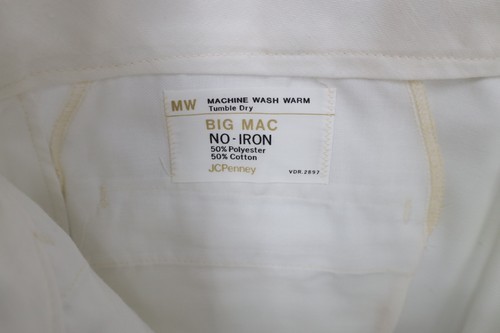 MW MACHINE WASH WARM
Tumble Dry
BIG MAC
NO-IRON
50% Polyester
50% Cotton
JCPenney VDR.2897